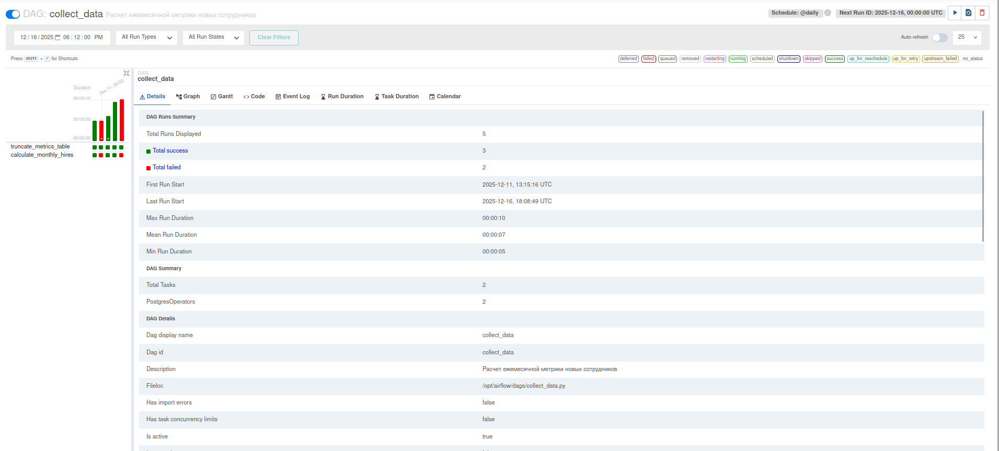 DAG: collect_data Расчет ежемесячной метрики новых сотрудников
Schedule: @daily
Next Run ID: 2025-12-16, 00:00:00 UTC
12/16/2025 06:12:00 PM
All Run Types
All Run States
Clear Filters
Auto-refresh
25
Press shift + / for Shortcuts
deferred failed queued removed restarting running scheduled shutdown skipped success up_for_reschedule up_for_retry upstream_failed no_status
Dec 11, 00:00
Duration
00:00:10
00:00:05
00:00:00
truncate_metrics_table
calculate_monthly_hires
DAG
collect_data
Details Graph Gantt Code Event Log Run Duration Task Duration Calendar
DAG Runs Summary
Total Runs Displayed 5
Total success 3
Total failed 2
First Run Start 2025-12-11, 13:15:16 UTC
Last Run Start 2025-12-16, 18:08:49 UTC
Max Run Duration 00:00:10
Mean Run Duration 00:00:07
Min Run Duration 00:00:05
DAG Summary
Total Tasks 2
PostgresOperators 2
DAG Details
Dag display name collect_data
Dag id collect_data
Description Расчет ежемесячной метрики новых сотрудников
Fileloc /opt/airflow/dags/collect_data.py
Has import errors false
Has task concurrency limits false
Is active true